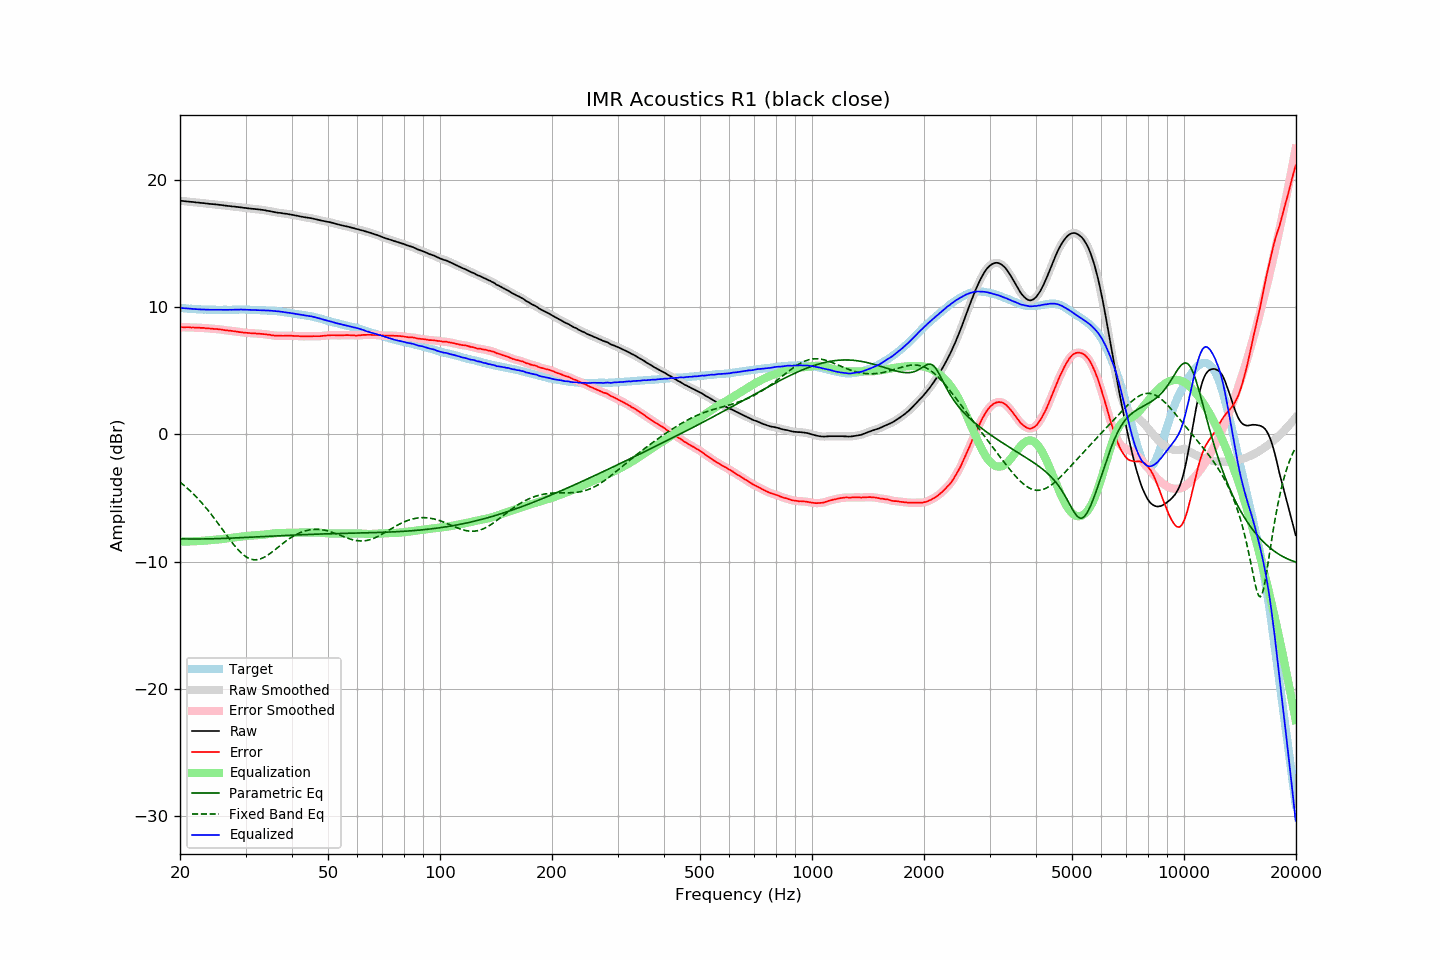 IMR Acoustics R1 (black close)
Amplitude (dBr)
20
10
0
−10
−20
−30
Target
Raw Smoothed
Error Smoothed
Raw
Error
Equalization
Parametric Eq
Fixed Band Eq
Equalized
20 50 100 200 500 1000 2000 5000 10000 20000
Frequency (Hz)